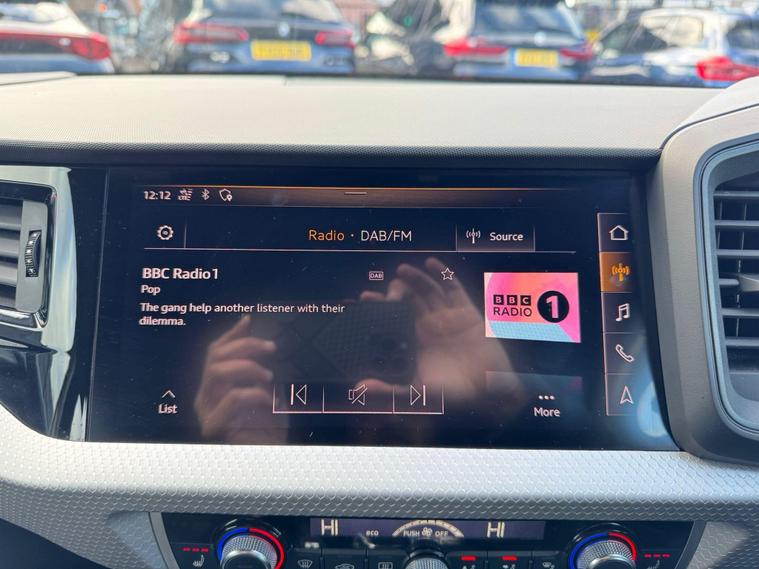 12:12 LTE
Radio · DAB/FM
Source
BBC Radio 1
DAB
Pop
The gang help another listener with their
dilemma.
BBC
RADIO 1
List
More
HI eco PUSH OFF HI